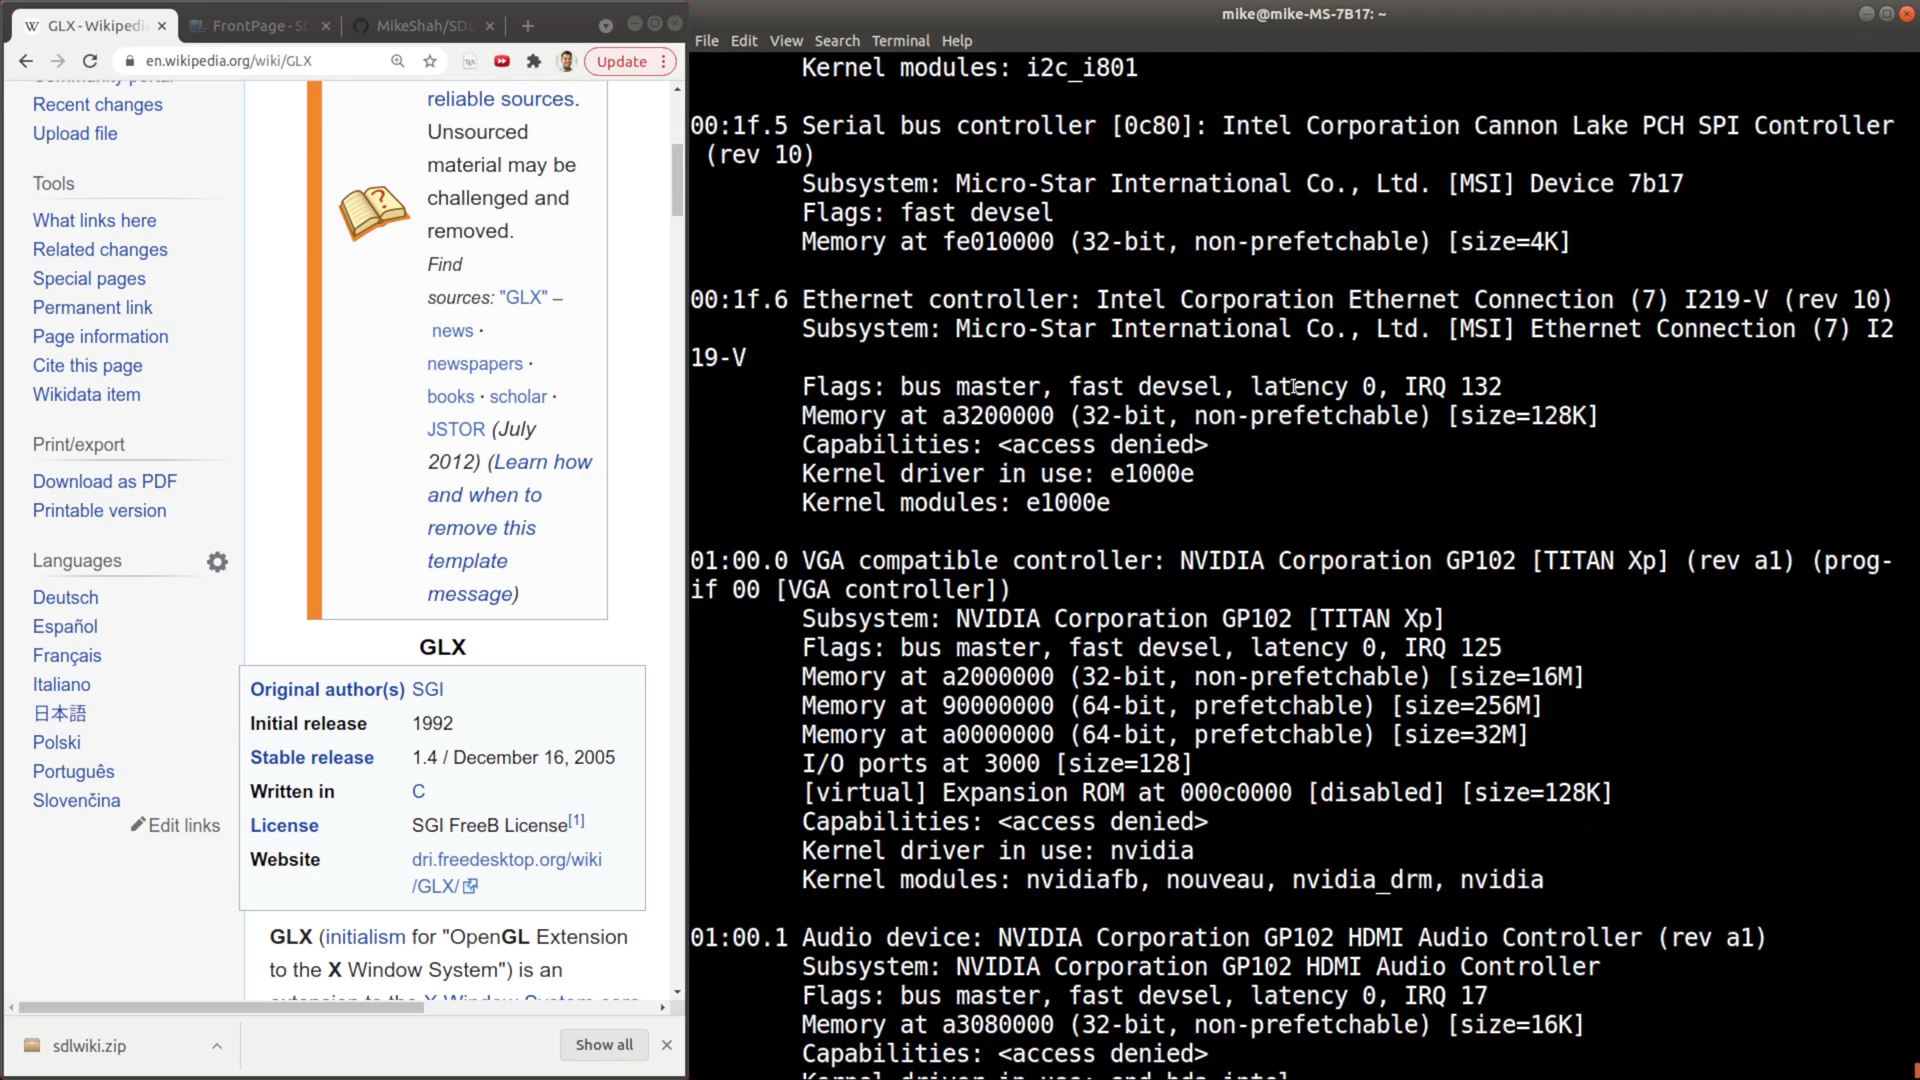 GLX - Wikipedi
FrontPage - SD
MikeShah/SDL
en.wikipedia.org/wiki/GLX
Update
Recent changes
Upload file
Tools
What links here
Related changes
Special pages
Permanent link
Page information
Cite this page
Wikidata item
Print/export
Download as PDF
Printable version
Languages
Deutsch
Español
Français
Italiano
日本語
Polski
Português
Slovenčina
Edit links
reliable sources.
Unsourced
material may be
challenged and
removed.
Find
sources: "GLX" –
news ·
newspapers ·
books · scholar ·
JSTOR (July
2012) (Learn how
and when to
remove this
template
message)
GLX
Original author(s) SGI
Initial release 1992
Stable release 1.4 / December 16, 2005
Written in C
License SGI FreeB License[1]
Website dri.freedesktop.org/wiki
/GLX/
GLX (initialism for "OpenGL Extension
to the X Window System") is an
sdlwiki.zip
Show all
mike@mike-MS-7B17: ~
File Edit View Search Terminal Help
Kernel modules: i2c_i801
00:1f.5 Serial bus controller [0c80]: Intel Corporation Cannon Lake PCH SPI Controller
(rev 10)
Subsystem: Micro-Star International Co., Ltd. [MSI] Device 7b17
Flags: fast devsel
Memory at fe010000 (32-bit, non-prefetchable) [size=4K]
00:1f.6 Ethernet controller: Intel Corporation Ethernet Connection (7) I219-V (rev 10)
Subsystem: Micro-Star International Co., Ltd. [MSI] Ethernet Connection (7) I2
19-V
Flags: bus master, fast devsel, latency 0, IRQ 132
Memory at a3200000 (32-bit, non-prefetchable) [size=128K]
Capabilities: <access denied>
Kernel driver in use: e1000e
Kernel modules: e1000e
01:00.0 VGA compatible controller: NVIDIA Corporation GP102 [TITAN Xp] (rev a1) (prog-
if 00 [VGA controller])
Subsystem: NVIDIA Corporation GP102 [TITAN Xp]
Flags: bus master, fast devsel, latency 0, IRQ 125
Memory at a2000000 (32-bit, non-prefetchable) [size=16M]
Memory at 90000000 (64-bit, prefetchable) [size=256M]
Memory at a0000000 (64-bit, prefetchable) [size=32M]
I/O ports at 3000 [size=128]
[virtual] Expansion ROM at 000c0000 [disabled] [size=128K]
Capabilities: <access denied>
Kernel driver in use: nvidia
Kernel modules: nvidiafb, nouveau, nvidia_drm, nvidia
01:00.1 Audio device: NVIDIA Corporation GP102 HDMI Audio Controller (rev a1)
Subsystem: NVIDIA Corporation GP102 HDMI Audio Controller
Flags: bus master, fast devsel, latency 0, IRQ 17
Memory at a3080000 (32-bit, non-prefetchable) [size=16K]
Capabilities: <access denied>